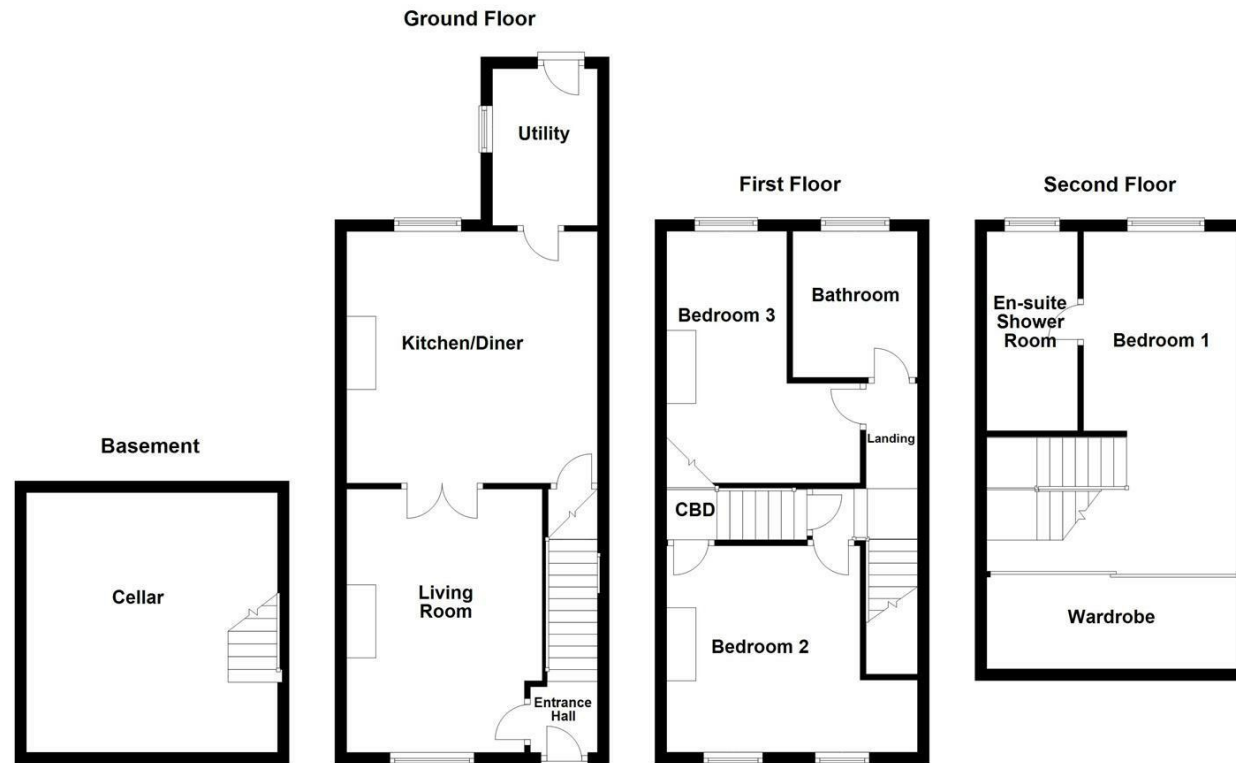 Ground Floor
Utility
Kitchen/Diner
Living
Room
Entrance
Hall
Basement
Cellar
First Floor
Bedroom 3
Bathroom
Landing
CBD
Bedroom 2
Second Floor
En-suite
Shower
Room
Bedroom 1
Wardrobe